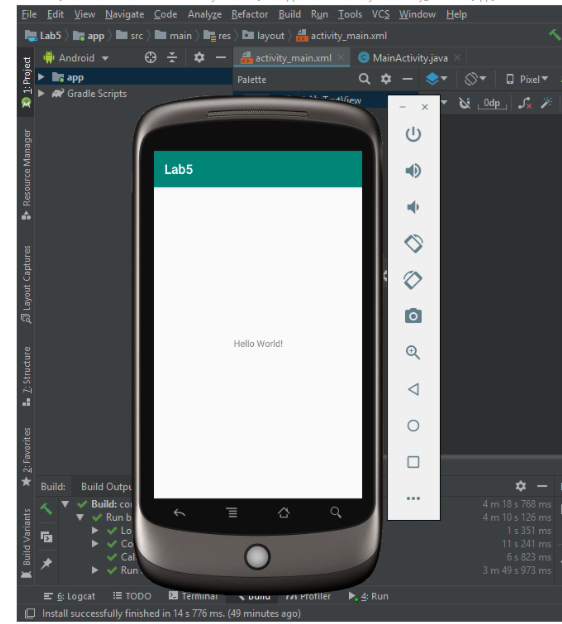 File Edit View Navigate Code Analyze Refactor Build Run Tools VCS Window Help
Lab5 app src main res layout activity_main.xml
Android activity_main.xml MainActivity.java
app Palette Pixel
Gradle Scripts TextView 0dp
1: Project
Resource Manager
Layout Captures
Z: Structure
2: Favorites
Build Variants
Lab5
Hello World!
Build: Build Outpu
Build: co 4 m 18 s 768 ms
Run b 4 m 10 s 126 ms
Lo 1 s 351 ms
Co 11 s 241 ms
Cal 6 s 823 ms
Run 3 m 49 s 973 ms
6: Logcat TODO Terminal Build Profiler 4: Run
Install successfully finished in 14 s 776 ms. (49 minutes ago)